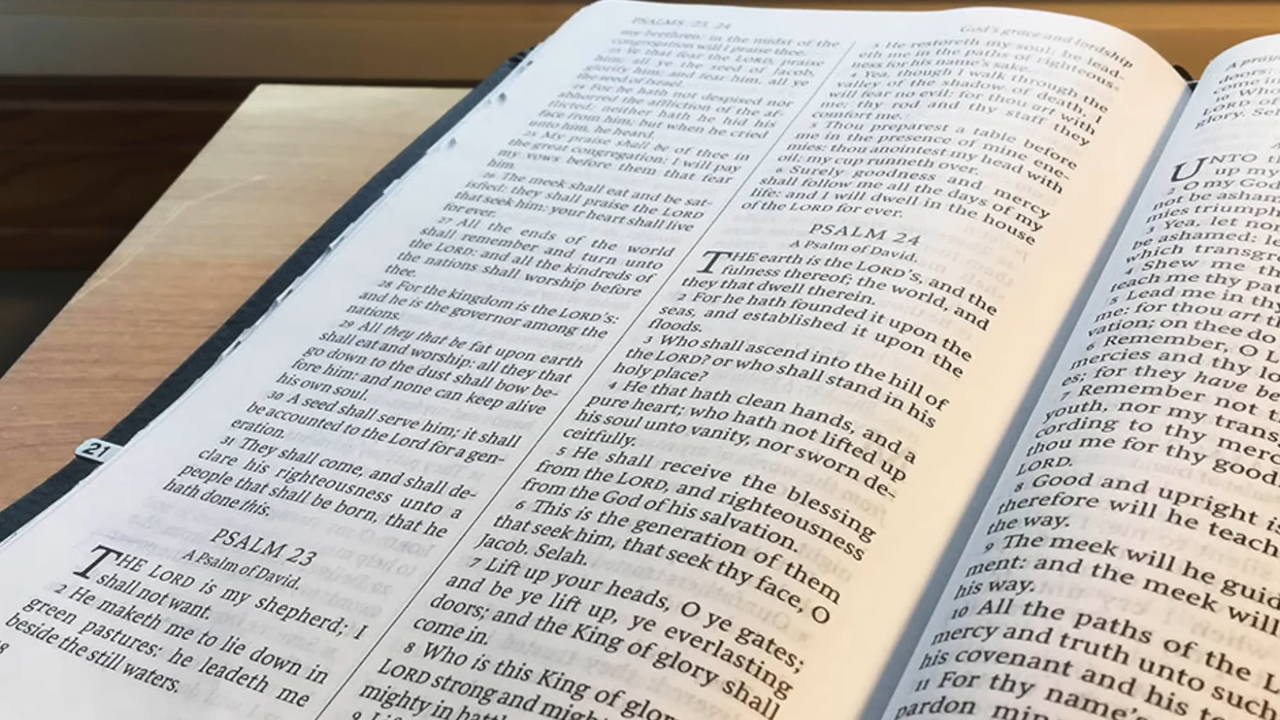 PSALMS 23, 24
my brethren: in the midst of the
congregation will I praise thee.
23 Ye that fear the LORD, praise
him; all ye the seed of Jacob,
glorify him; and fear him, all ye
the seed of Israel.
24 For he hath not despised nor
abhorred the affliction of the af-
flicted; neither hath he hid his
face from him; but when he cried
unto him, he heard.
25 My praise shall be of thee in
the great congregation: I will pay
my vows before them that fear
him.
26 The meek shall eat and be sat-
isfied: they shall praise the LORD
that seek him: your heart shall live
for ever.
27 All the ends of the world
shall remember and turn unto
the LORD: and all the kindreds of
the nations shall worship before
thee.
28 For the kingdom is the LORD's:
and he is the governor among the
nations.
29 All they that be fat upon earth
shall eat and worship: all they that
go down to the dust shall bow be-
fore him: and none can keep alive
his own soul.
30 A seed shall serve him; it shall
be accounted to the Lord for a gen-
eration.
31 They shall come, and shall de-
clare his righteousness unto a
people that shall be born, that he
hath done this.
PSALM 23
A Psalm of David.
THE LORD is my shepherd; I
shall not want.
2 He maketh me to lie down in
green pastures: he leadeth me
beside the still waters.
21
God's grace and lordship
3 He restoreth my soul: he lead-
eth me in the paths of righteous-
ness for his name's sake.
4 Yea, though I walk through the
valley of the shadow of death, I
will fear no evil: for thou art with
me; thy rod and thy staff they
comfort me.
5 Thou preparest a table before
me in the presence of mine ene-
mies: thou anointest my head with
oil; my cup runneth over.
6 Surely goodness and mercy
shall follow me all the days of my
life: and I will dwell in the house
of the LORD for ever.
PSALM 24
A Psalm of David.
THE earth is the LORD'S, and the
fulness thereof; the world, and
they that dwell therein.
2 For he hath founded it upon the
seas, and established it upon the
floods.
3 Who shall ascend into the hill of
the LORD? or who shall stand in his
holy place?
4 He that hath clean hands, and a
pure heart; who hath not lifted up
his soul unto vanity, nor sworn de-
ceitfully.
5 He shall receive the blessing
from the LORD, and righteousness
from the God of his salvation.
6 This is the generation of them
that seek him, that seek thy face, O
Jacob. Selah.
7 Lift up your heads, O ye gates;
and be ye lift up, ye everlasting
doors; and the King of glory shall
come in.
8 Who is this King of glor
LORD strong and migh
mighty in batt
A praye
doors;
come in
10 Who
LORD of
glory. Sel
UNTO th
up my
2 O my God
not be asham
mies triumph
3 Yea, let non
be ashamed: le
which transgre
4 Shew me th
teach me thy pat
5 Lead me in th
me: for thou art t
vation; on thee do
6 Remember, O L
mercies and thy lo
es; for they have be
7 Remember not t
youth, nor my trans
cording to thy merc
thou me for thy good
LORD.
8 Good and upright i
therefore will he teach
the way.
9 The meek will he guid
ment: and the meek will
his way.
10 All the paths of the L
mercy and truth unto such
his covenant and his te
11 For thy name's
pardon min